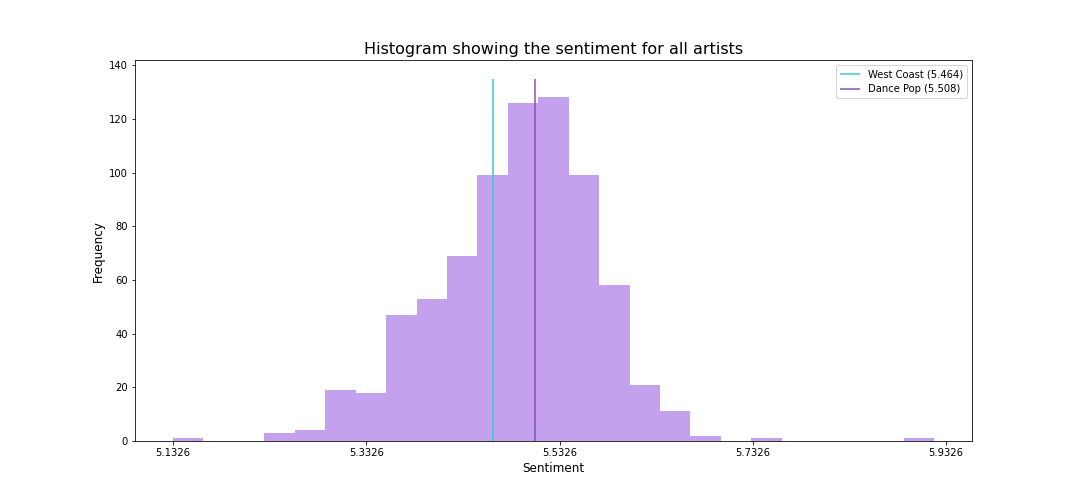 Histogram showing the sentiment for all artists
West Coast (5.464)
Dance Pop (5.508)
140
120
100
80
60
40
20
0
Frequency
5.1326 5.3326 5.5326 5.7326 5.9326
Sentiment